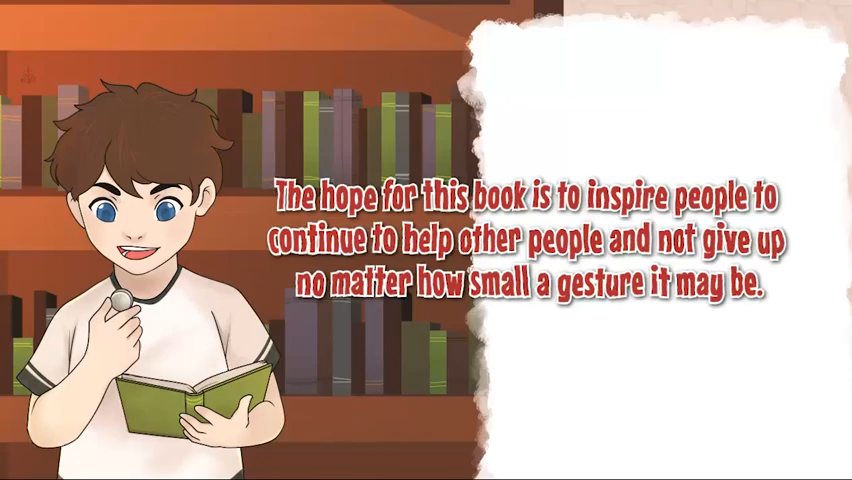 The hope for this book is to inspire people to
continue to help other people and not give up
no matter how small a gesture it may be.